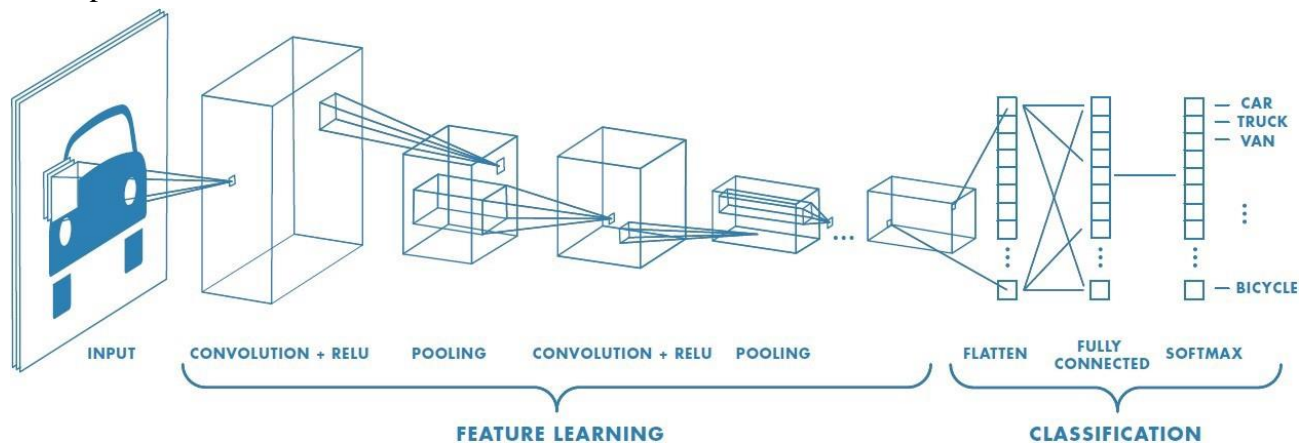 CAR
TRUCK
VAN
BICYCLE
INPUT
CONVOLUTION + RELU
POOLING
CONVOLUTION + RELU
POOLING
FLATTEN
FULLY
CONNECTED
SOFTMAX
FEATURE LEARNING
CLASSIFICATION